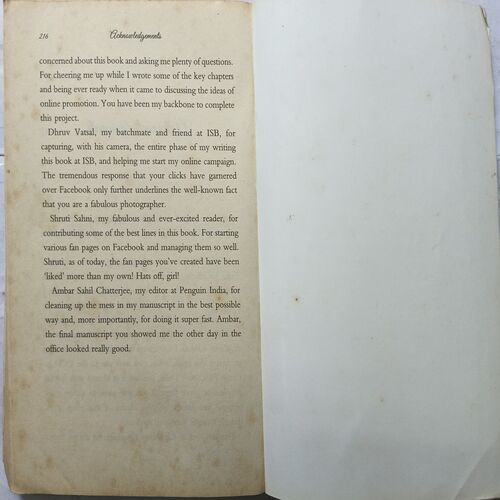 216 Acknowledgements
concerned about this book and asking me plenty of questions.
For cheering me up while I wrote some of the key chapters
and being ever ready when it came to discussing the ideas of
online promotion. You have been my backbone to complete
this project.
Dhruv Vatsal, my batchmate and friend at ISB, for
capturing, with his camera, the entire phase of my writing
this book at ISB, and helping me start my online campaign.
The tremendous response that your clicks have garnered
over Facebook only further underlines the well-known fact
that you are a fabulous photographer.
Shruti Sahni, my fabulous and ever-excited reader, for
contributing some of the best lines in this book. For starting
various fan pages on Facebook and managing them so well.
Shruti, as of today, the fan pages you've created have been
'liked' more than my own! Hats off, girl!
Ambar Sahil Chatterjee, my editor at Penguin India, for
cleaning up the mess in my manuscript in the best possible
way and, more importantly, for doing it super fast. Ambar,
the final manuscript you showed me the other day in the
office looked really good.